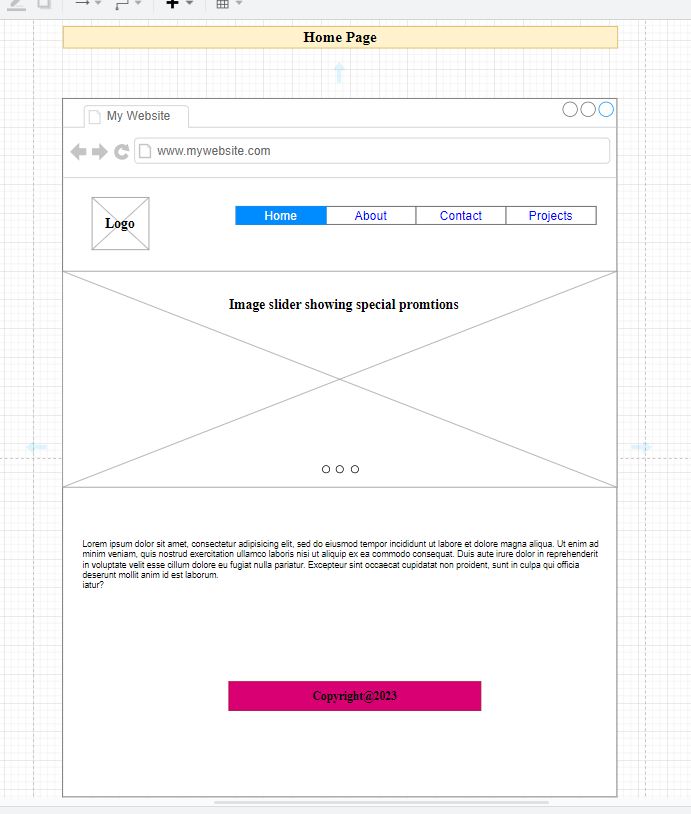 Home Page
My Website
www.mywebsite.com
Logo
Home About Contact Projects
Image slider showing special promtions
Lorem ipsum dolor sit amet, consectetur adipisicing elit, sed do eiusmod tempor incididunt ut labore et dolore magna aliqua. Ut enim ad
minim veniam, quis nostrud exercitation ullamco laboris nisi ut aliquip ex ea commodo consequat. Duis aute irure dolor in reprehenderit
in voluptate velit esse cillum dolore eu fugiat nulla pariatur. Excepteur sint occaecat cupidatat non proident, sunt in culpa qui officia
deserunt mollit anim id est laborum.
iatur?
Copyright@2023